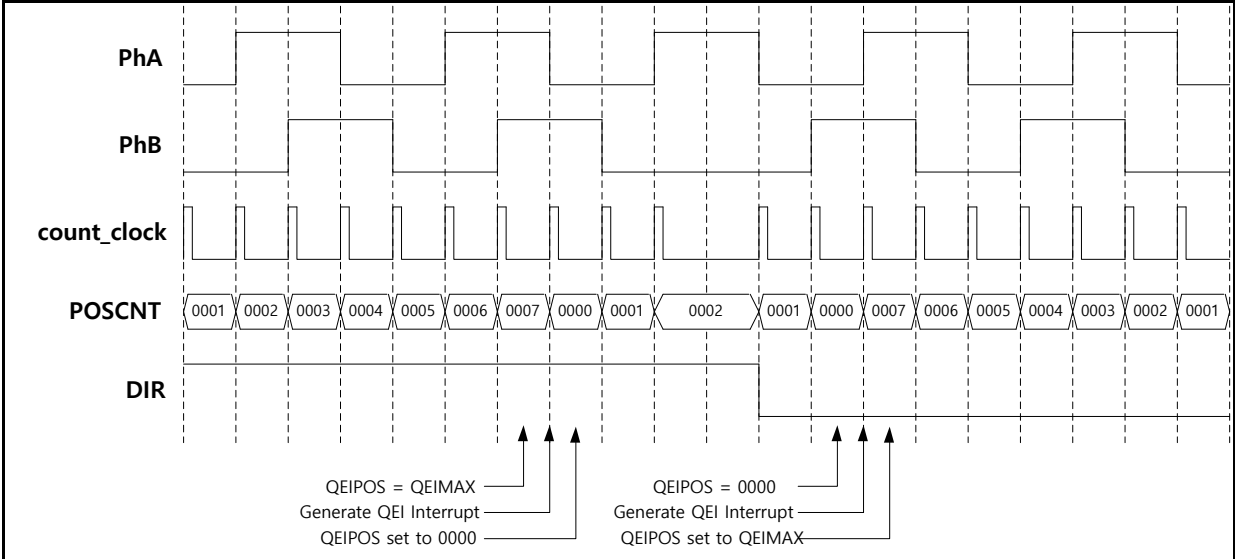 PhA
PhB
count_clock
POSCNT 0001 0002 0003 0004 0005 0006 0007 0000 0001 0002 0001 0000 0007 0006 0005 0004 0003 0002 0001
DIR
QEIPOS = QEIMAX QEIPOS = 0000
Generate QEI Interrupt Generate QEI Interrupt
QEIPOS set to 0000 QEIPOS set to QEIMAX